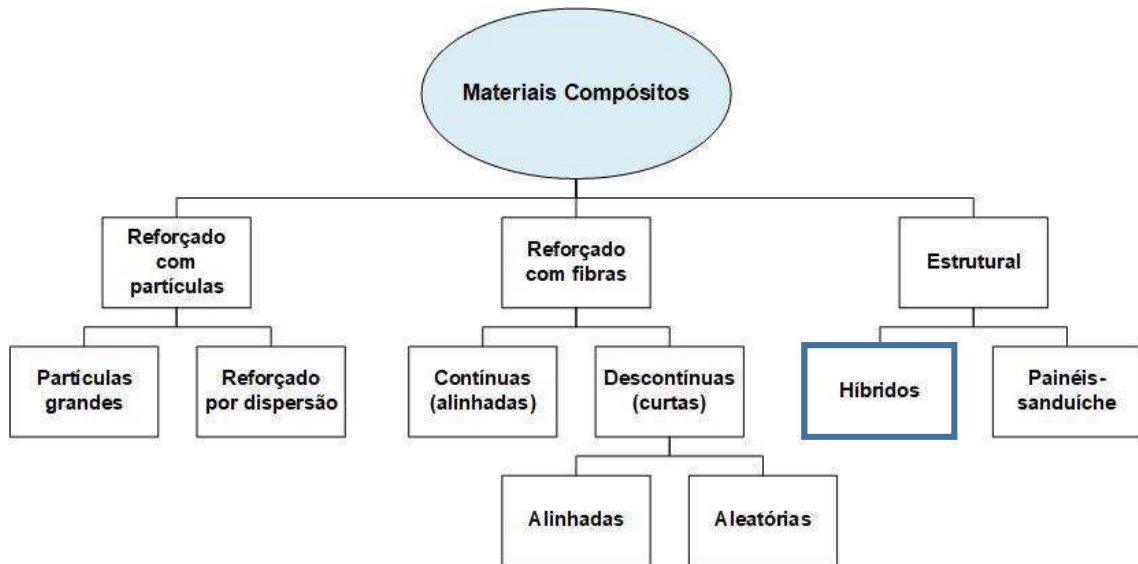 Materiais Compósitos
Reforçado
com
partículas
Reforçado
com fibras
Estrutural
Partículas
grandes
Reforçado
por dispersão
Contínuas
(alinhadas)
Descontínuas
(curtas)
Híbridos
Painéis-
sanduíche
Alinhadas
Aleatórias